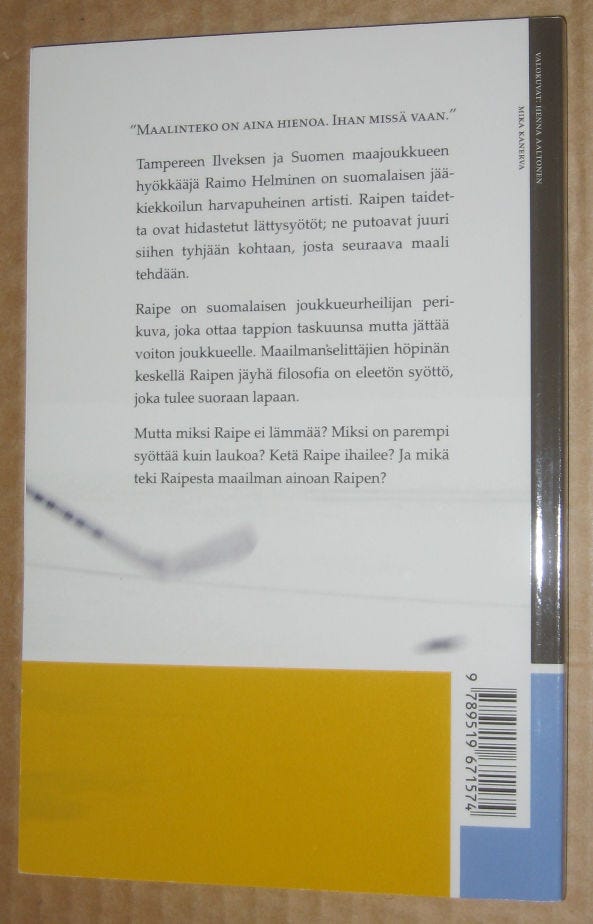 ”Maalinteko on aina hienoa. Ihan missä vaan.”
Tampereen Ilveksen ja Suomen maajoukkueen
hyökkääjä Raimo Helminen on suomalaisen jää-
kiekkoilun harvapuheinen artisti. Raipen taidet-
ta ovat hidastetut lättysyötöt; ne putoavat juuri
siihen tyhjään kohtaan, josta seuraava maali
tehdään.
Raipe on suomalaisen joukkueurheilijan peri-
kuva, joka ottaa tappion taskuunsa mutta jättää
voiton joukkueelle. Maailmanselittäjien höpinän
keskellä Raipen jäyhä filosofia on eleetön syöttö,
joka tulee suoraan lapaan.
Mutta miksi Raipe ei lämmää? Miksi on parempi
syöttää kuin laukoa? Ketä Raipe ihailee? Ja mikä
teki Raipesta maailman ainoan Raipen?
VALOKUVAT: HENNA AALTONEN
MIKA KANERVA
9 789519 671574